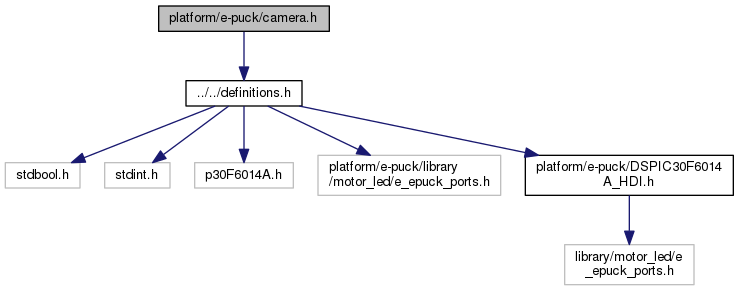 platform/e-puck/camera.h
../../definitions.h
stdbool.h
stdint.h
p30F6014A.h
platform/e-puck/library
/motor_led/e_epuck_ports.h
platform/e-puck/DSPIC30F6014
A_HDI.h
library/motor_led/e
_epuck_ports.h